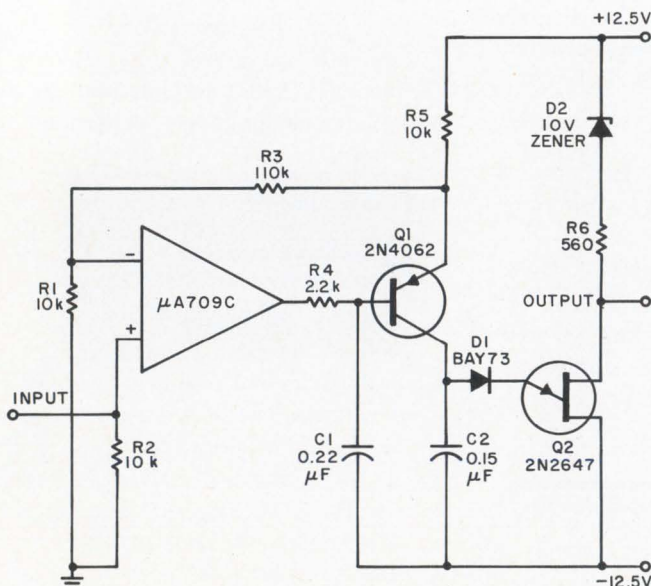 +12.5V
D2
10V
ZENER
R5
10k
R3
110k
Q1
2N4062
R6
560
R4
2.2k
−
μA709C
R1
10k
OUTPUT
+
D1
BAY73
INPUT
R2
10k
C1
0.22
μF
C2
0.15
μF
Q2
2N2647
−12.5V